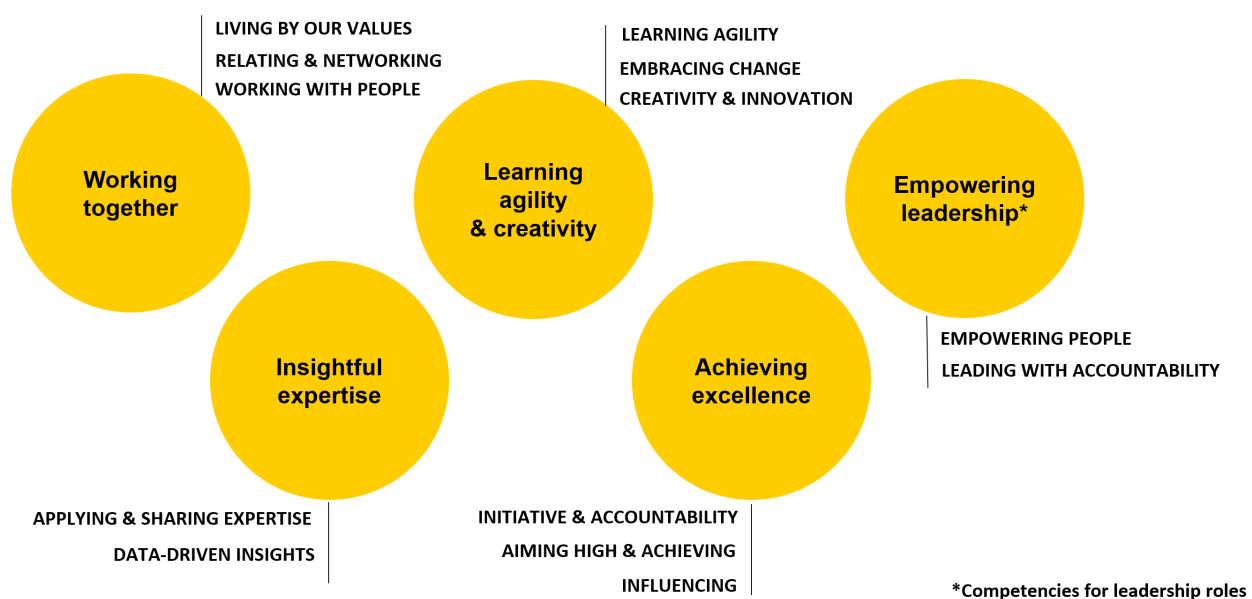 LIVING BY OUR VALUES
RELATING & NETWORKING
WORKING WITH PEOPLE
Working
together
LEARNING AGILITY
EMBRACING CHANGE
CREATIVITY & INNOVATION
Learning
agility
& creativity
Empowering
leadership*
EMPOWERING PEOPLE
LEADING WITH ACCOUNTABILITY
Insightful
expertise
APPLYING & SHARING EXPERTISE
DATA-DRIVEN INSIGHTS
Achieving
excellence
INITIATIVE & ACCOUNTABILITY
AIMING HIGH & ACHIEVING
INFLUENCING
*Competencies for leadership roles